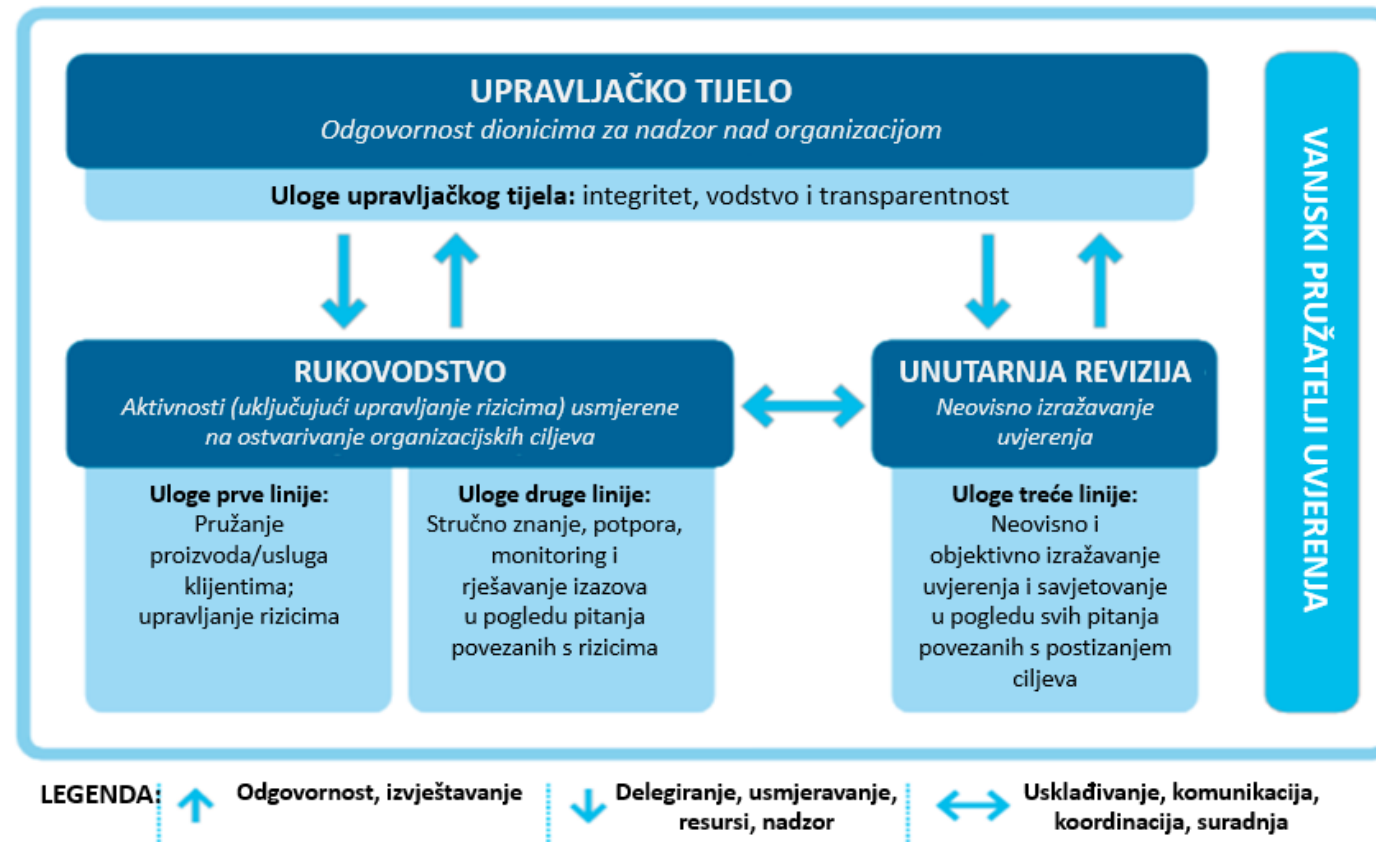 UPRAVLJAČKO TIJELO
Odgovornost dionicima za nadzor nad organizacijom
Uloge upravljačkog tijela: integritet, vodstvo i transparentnost
RUKOVODSTVO
Aktivnosti (uključujući upravljanje rizicima) usmjerene
na ostvarivanje organizacijskih ciljeva
Uloge prve linije:
Pružanje
proizvoda/usluga
klijentima;
upravljanje rizicima
Uloge druge linije:
Stručno znanje, potpora,
monitoring i
rješavanje izazova
u pogledu pitanja
povezanih s rizicima
UNUTARNJA REVIZIJA
Neovisno izražavanje
uvjerenja
Uloge treće linije:
Neovisno i
objektivno izražavanje
uvjerenja i savjetovanje
u pogledu svih pitanja
povezanih s postizanjem
ciljeva
VANJSKI PRUŽATELJI UVJERENJA
LEGENDA:
Odgovornost, izvještavanje
Delegiranje, usmjeravanje,
resursi, nadzor
Usklađivanje, komunikacija,
koordinacija, suradnja